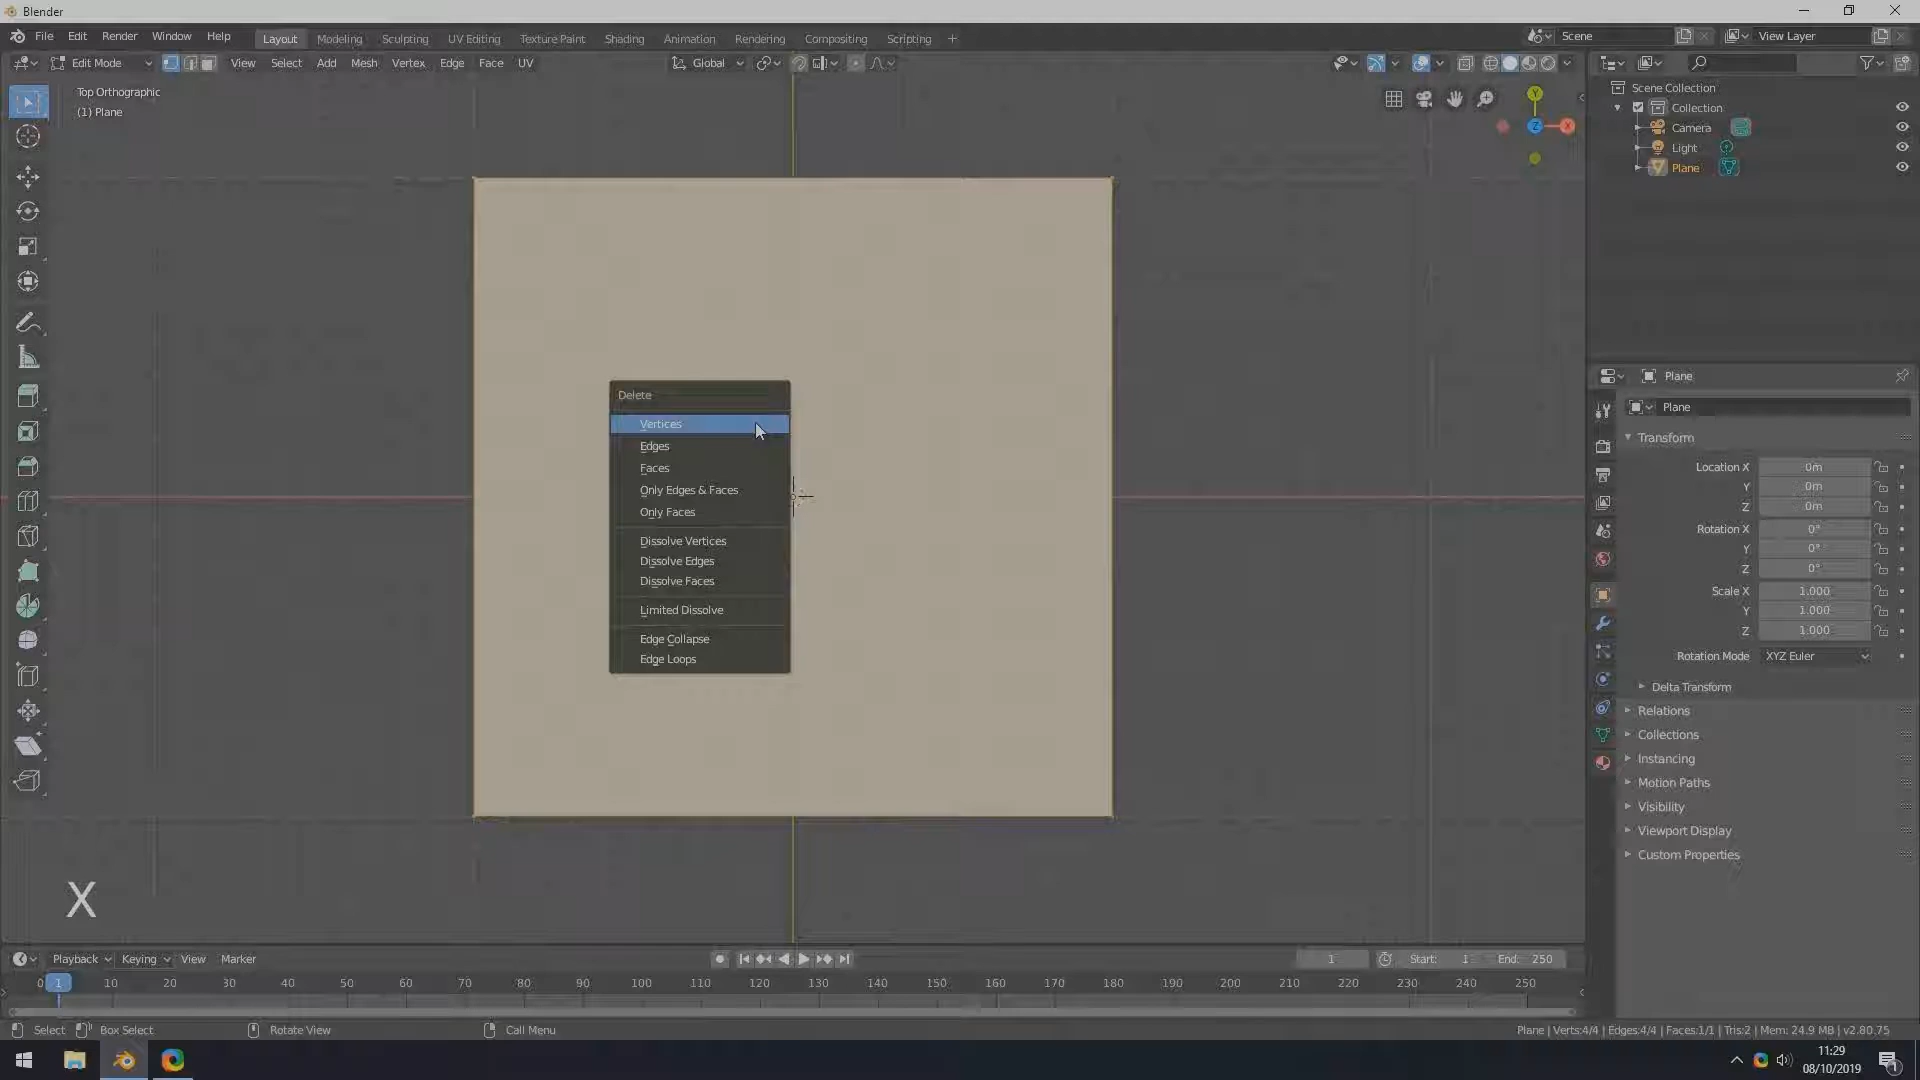 Blender
File Edit Render Window Help Layout Modeling Sculpting UV Editing Texture Paint Shading Animation Rendering Compositing Scripting + Scene View Layer
Edit Mode View Select Add Mesh Vertex Edge Face UV Global
Top Orthographic
(1) Plane
Y
Z X
Scene Collection
Collection
Camera
Light
Plane
Delete
Vertices
Edges
Faces
Only Edges & Faces
Only Faces
Dissolve Vertices
Dissolve Edges
Dissolve Faces
Limited Dissolve
Edge Collapse
Edge Loops
Plane
Plane
Transform
Location X 0m
Y 0m
Z 0m
Rotation X 0°
Y 0°
Z 0°
Scale X 1.000
Y 1.000
Z 1.000
Rotation Mode XYZ Euler
Delta Transform
Relations
Collections
Instancing
Motion Paths
Visibility
Viewport Display
Custom Properties
X
Playback Keying View Marker 1 Start: 1 End: 250
0 1 10 20 30 40 50 60 70 80 90 100 110 120 130 140 150 160 170 180 190 200 210 220 230 240 250
Select Box Select Rotate View Call Menu Plane | Verts:4/4 | Edges:4/4 | Faces:1/1 | Tris:2 | Mem: 24.9 MB | v2.80.75
11:29
08/10/2019
1